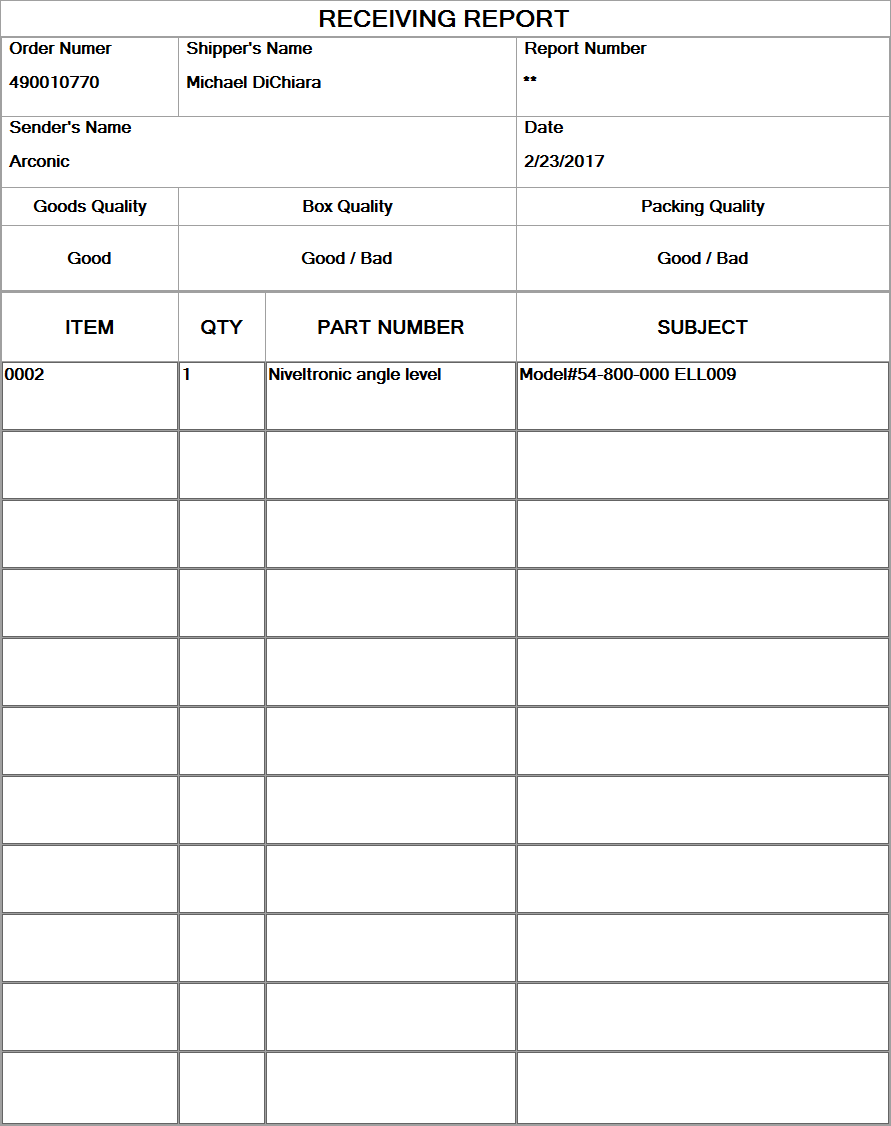 RECEIVING REPORT
Order Numer Shipper's Name Report Number
490010770 Michael DiChiara **
Sender's Name Date
Arconic 2/23/2017
Goods Quality Box Quality Packing Quality
Good Good / Bad Good / Bad
ITEM QTY PART NUMBER SUBJECT
0002 1 Niveltronic angle level Model#54-800-000 ELL009